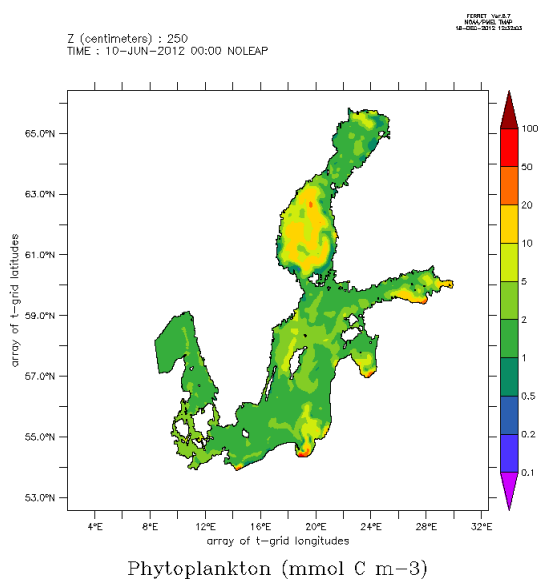 FERRET Ver.6.7
NOAA/PMEL TMAP
Z (centimeters) : 250
TIME : 10-JUN-2012 00:00 NOLEAP
65.0°N
63.0°N
61.0°N
59.0°N
57.0°N
55.0°N
53.0°N
array of t-grid latitudes
4°E 8°E 12°E 16°E 20°E 24°E 28°E 32°E
array of t-grid longitudes
100
50
20
10
5
2
1
0.5
0.2
0.1
Phytoplankton (mmol C m-3)